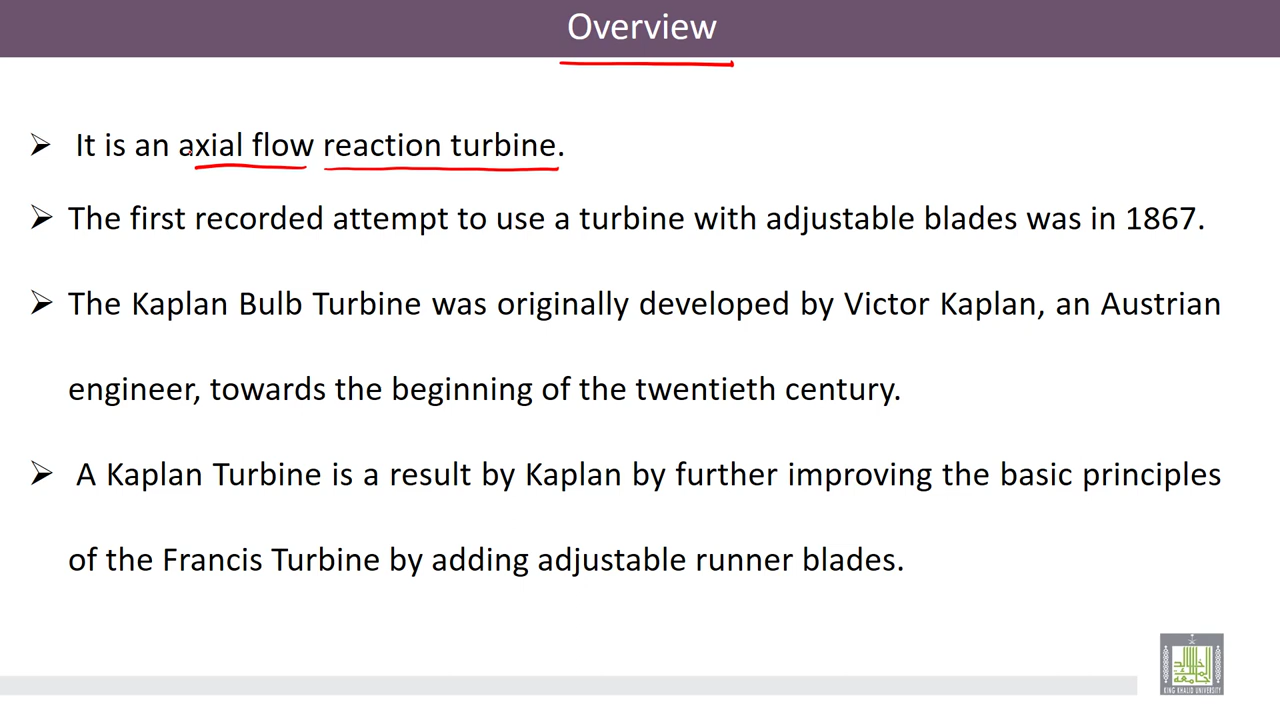 Overview
➢ It is an axial flow reaction turbine.
➢ The first recorded attempt to use a turbine with adjustable blades was in 1867.
➢ The Kaplan Bulb Turbine was originally developed by Victor Kaplan, an Austrian
engineer, towards the beginning of the twentieth century.
➢ A Kaplan Turbine is a result by Kaplan by further improving the basic principles
of the Francis Turbine by adding adjustable runner blades.
KING KHALID UNIVERSITY